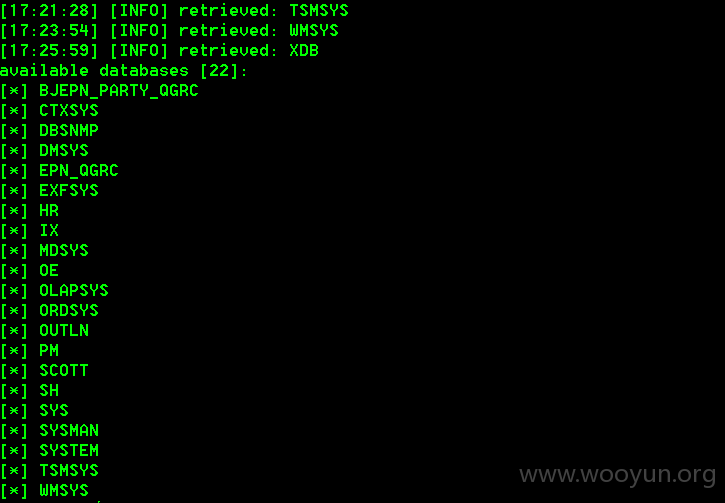 [17:21:28] [INFO] retrieved: TSMSYS
[17:23:54] [INFO] retrieved: WMSYS
[17:25:59] [INFO] retrieved: XDB
available databases [22]:
[*] BJEPN_PARTY_QGRC
[*] CTXSYS
[*] DBSNMP
[*] DMSYS
[*] EPN_QGRC
[*] EXFSYS
[*] HR
[*] IX
[*] MDSYS
[*] OE
[*] OLAPSYS
[*] ORDSYS
[*] OUTLN
[*] PM
[*] SCOTT
[*] SH
[*] SYS
[*] SYSMAN
[*] SYSTEM
[*] TSMSYS
[*] WMSYS
www.wooyun.org